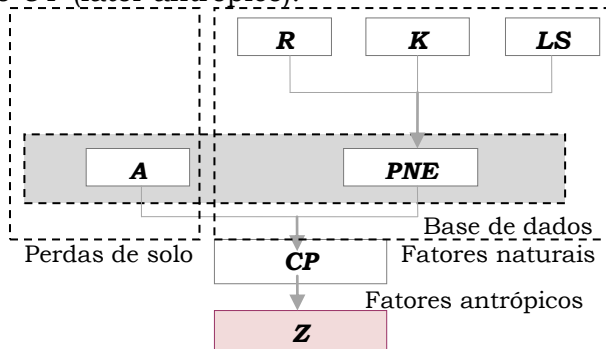 R K LS
A PNE
Base de dados
Perdas de solo CP Fatores naturais
Fatores antrópicos
Z